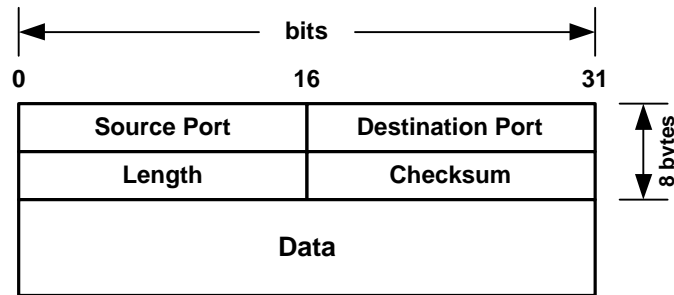 bits
0 16 31
Source Port Destination Port
Length Checksum
Data
8 bytes